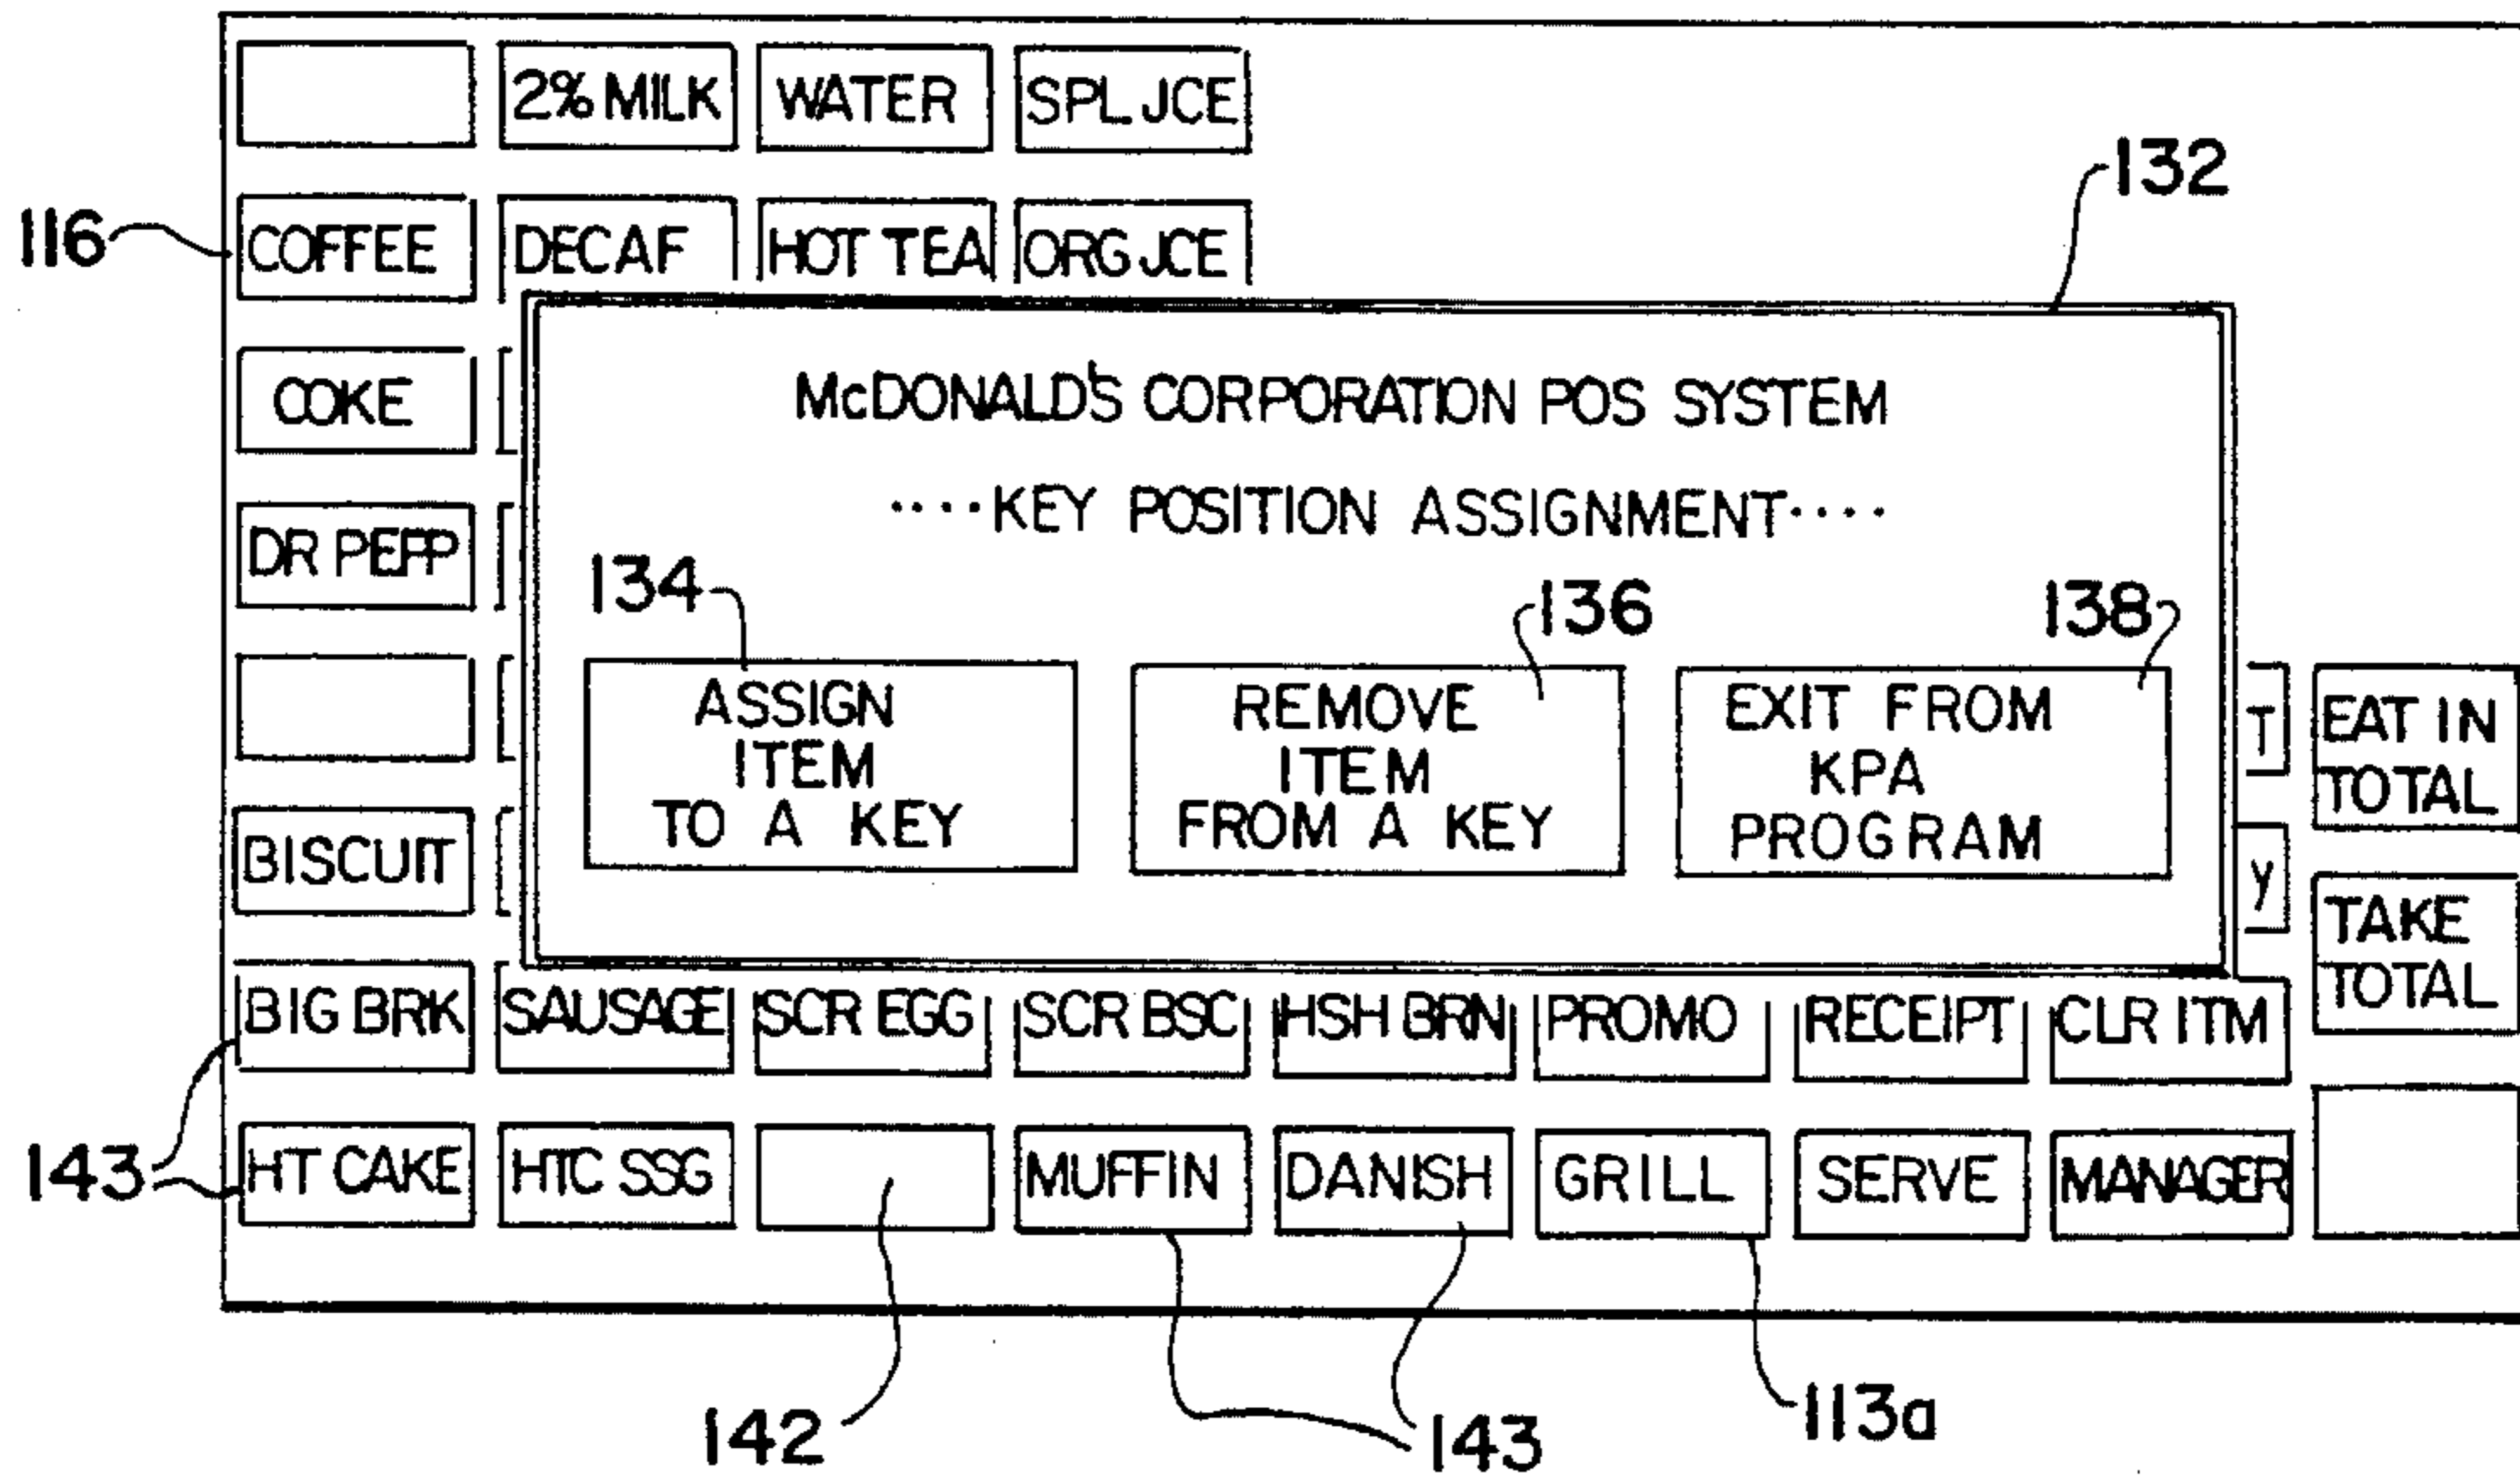 2% MILK WATER SPL JCE
132
116 COFFEE DECAF HOT TEA ORG JCE
COKE McDONALD'S CORPORATION POS SYSTEM
....KEY POSITION ASSIGNMENT....
DR PEPP
134 136 138
ASSIGN ITEM TO A KEY
REMOVE ITEM FROM A KEY
EXIT FROM KPA PROGRAM
T EAT IN TOTAL
BISCUIT
y TAKE TOTAL
BIG BRK SAUSAGE SCR EGG SCR BSC HSH BRN PROMO RECEIPT CLR ITM
143 HT CAKE HTC SSG MUFFIN DANISH GRILL SERVE MANAGER
142 143 113a